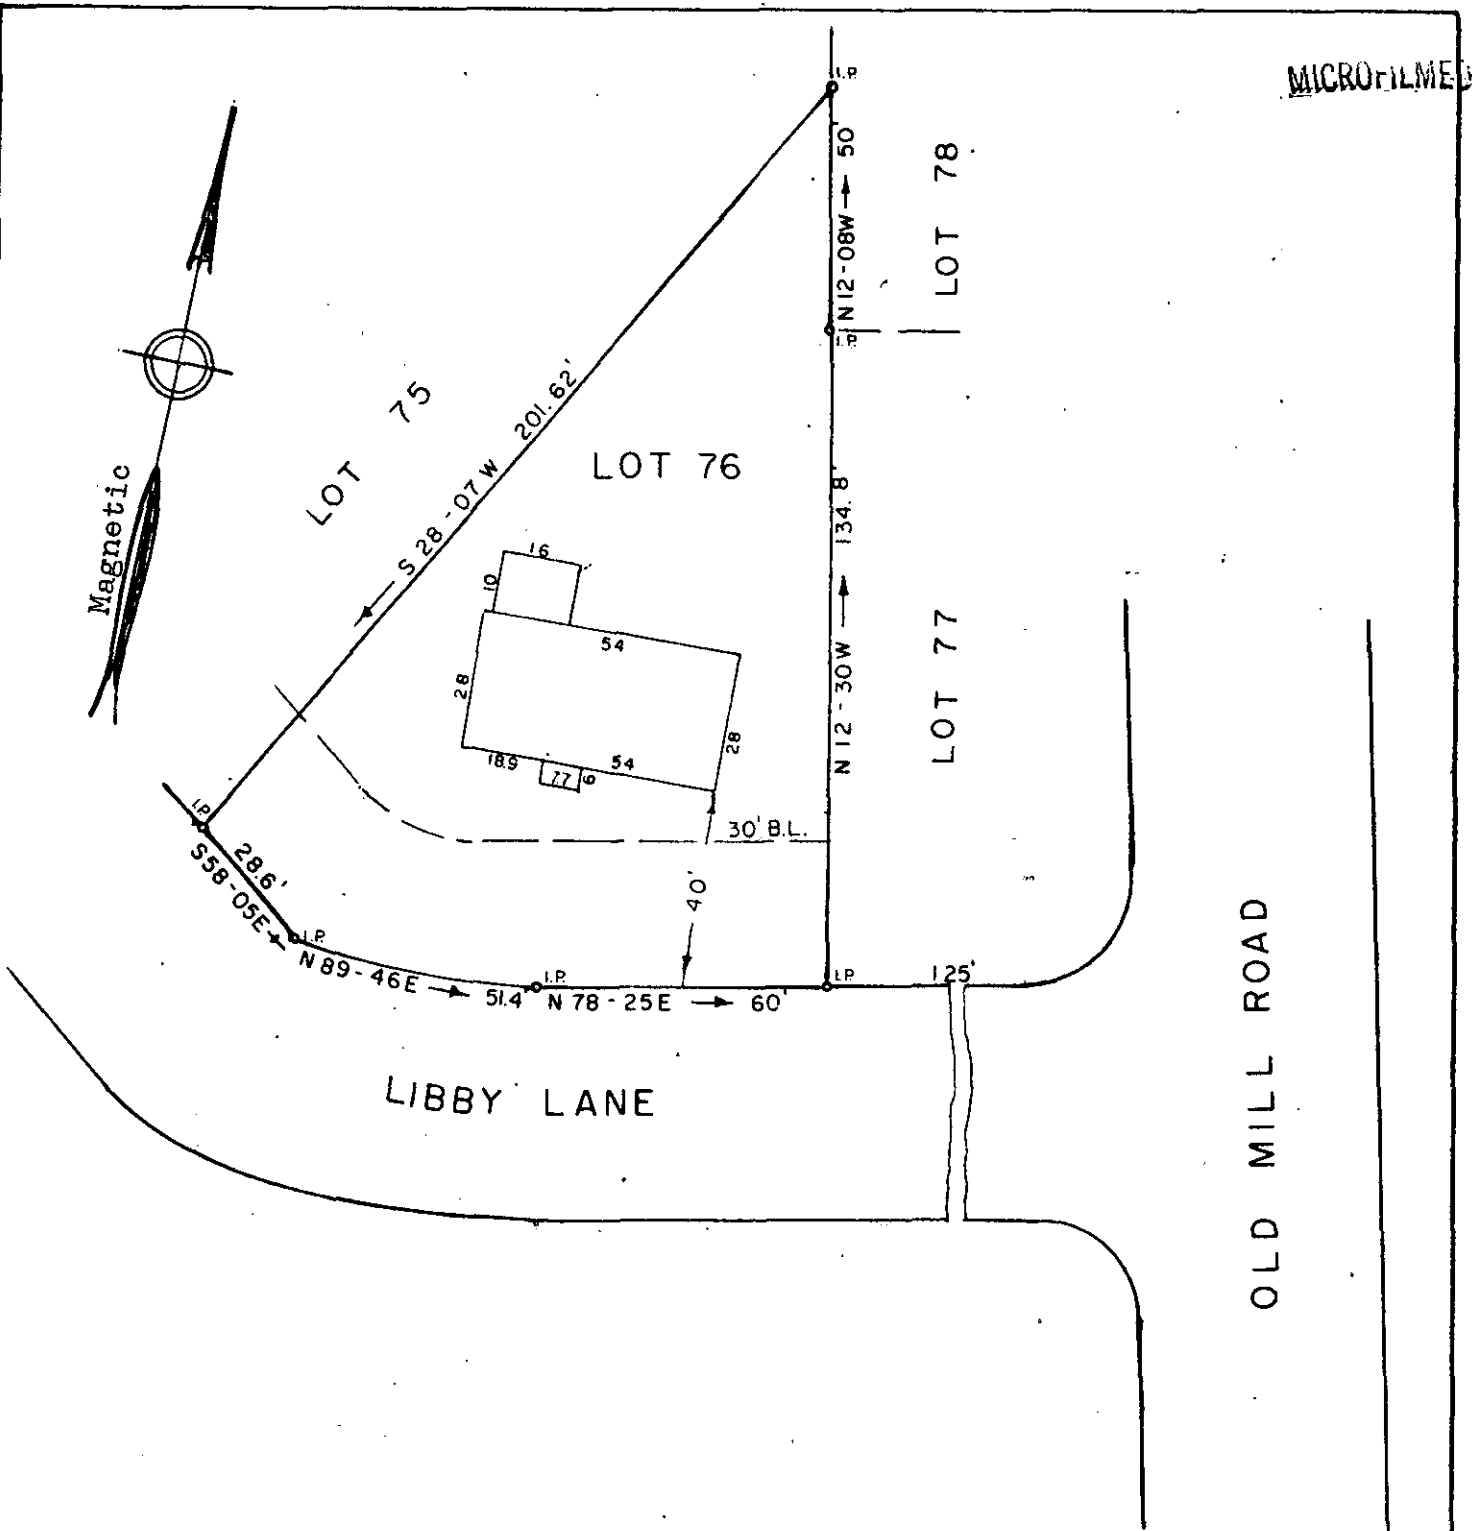 MICROFILMED
I.P.
N 12-08W → 50'
LOT 78
I.P.
Magnetic
LOT 75
S 28-07 W 201.62'
LOT 76
N 12-30W → 134.8'
LOT 77
16
10
54
28
28
18.9
7.7
6
54
30' B.L.
40'
I.P.
28.6'
S58-05E
I.P.
N 89-46E → 51.4'
I.P.
N 78-25E → 60'
I.P.
125'
LIBBY LANE
OLD MILL ROAD